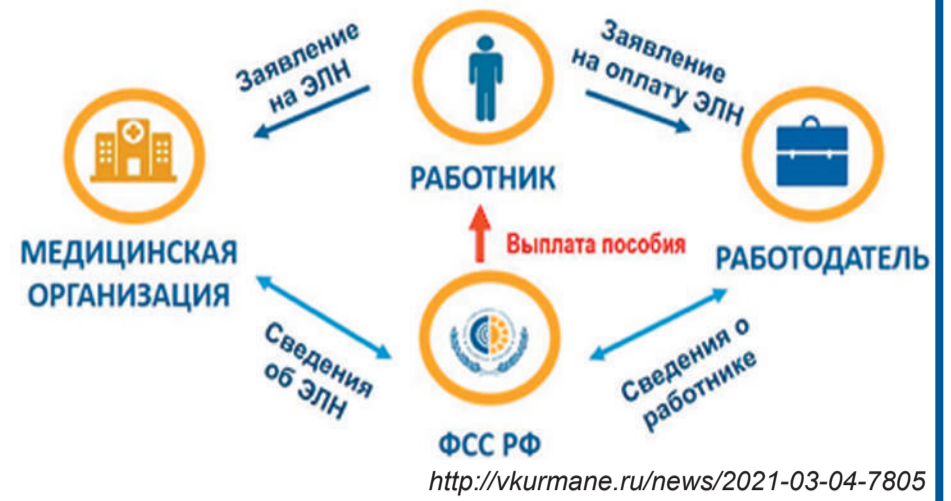 Заявление
на ЭЛН
Заявление
на оплату ЭЛН
РАБОТНИК
МЕДИЦИНСКАЯ
ОРГАНИЗАЦИЯ
Выплата пособия
РАБОТОДАТЕЛЬ
Сведения
об ЭЛН
Сведения о
работнике
ФСС РФ
http://vkurmane.ru/news/2021-03-04-7805